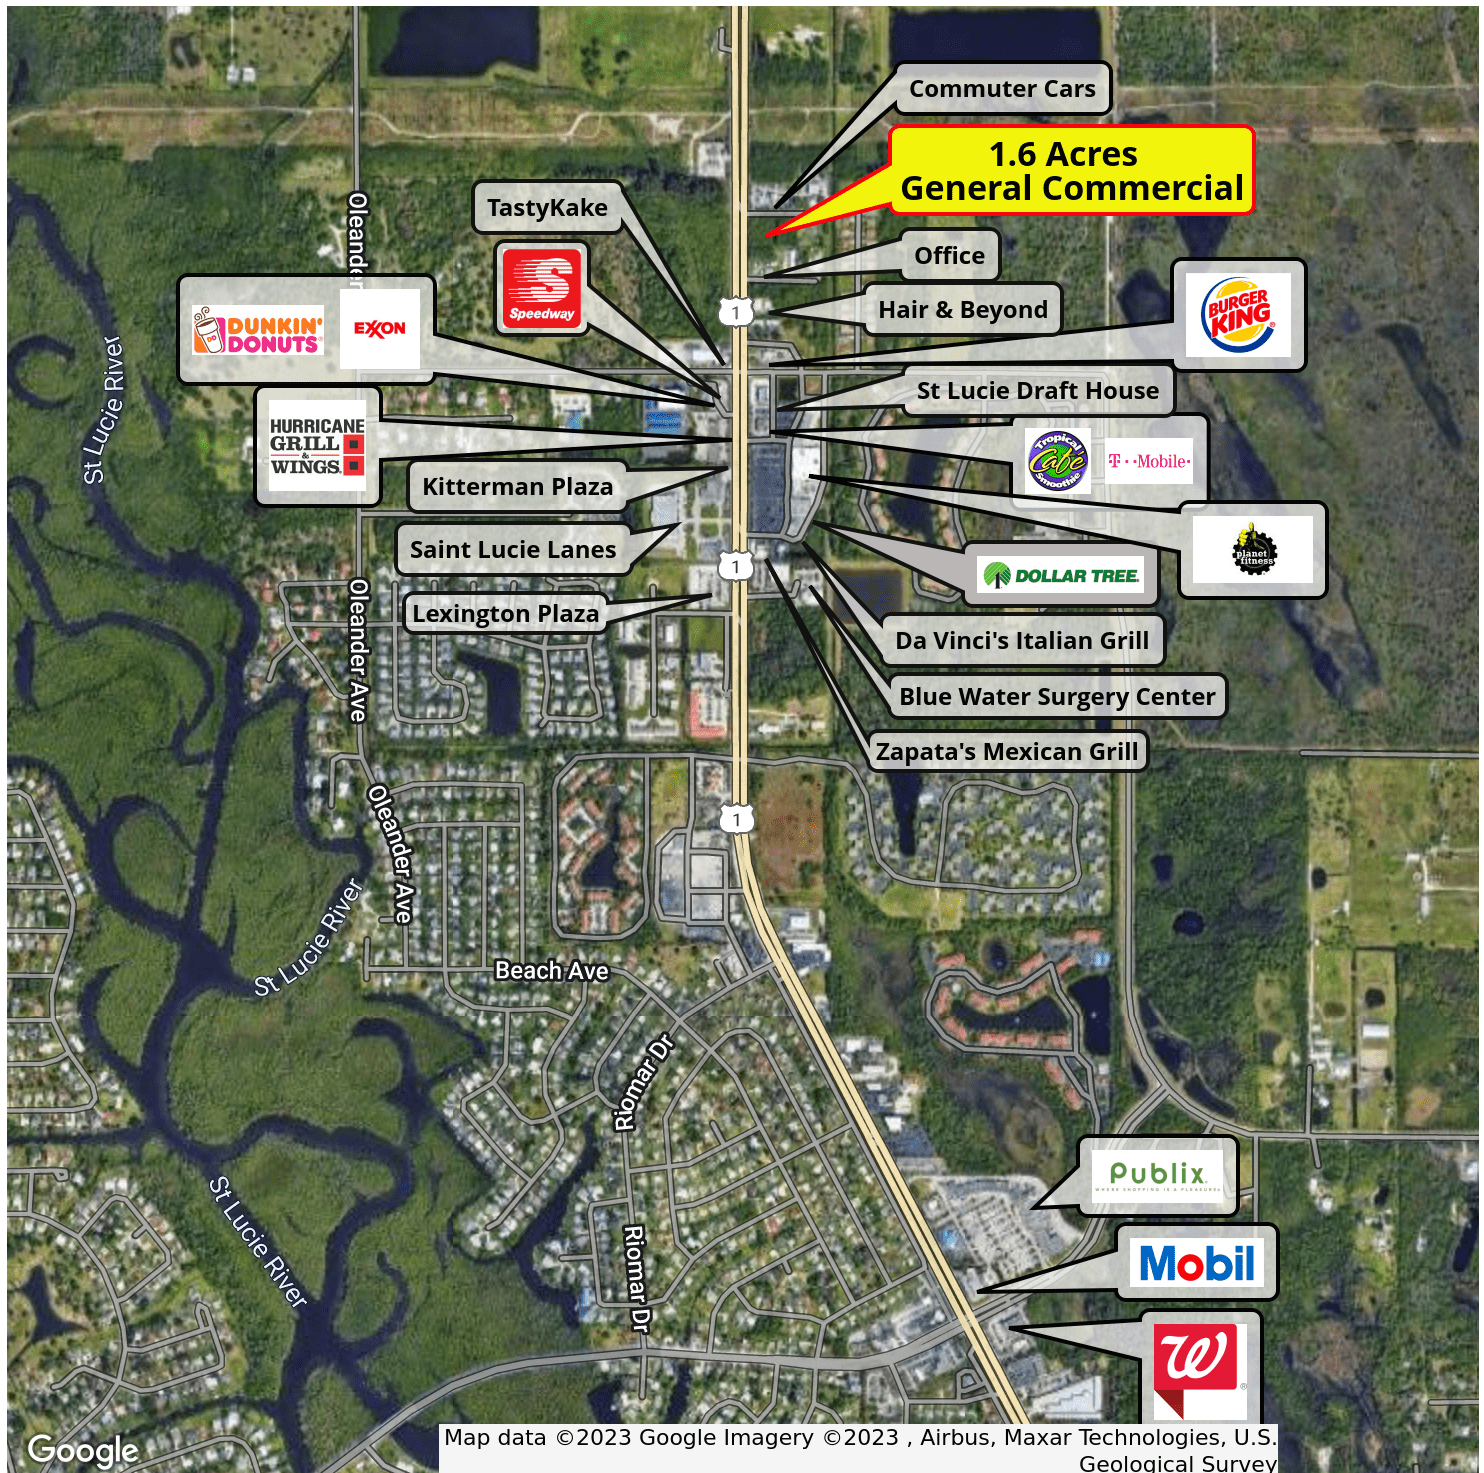 Commuter Cars
1.6 Acres
General Commercial
TastyKake
Oleander
Office
Speedway
Hair & Beyond
BURGER
KING
1
DUNKIN'
DONUTS
EXXON
St Lucie River
St Lucie Draft House
HURRICANE
GRILL
&
WINGS
Tropical
Cafe
Smoothie
T··Mobile·
Kitterman Plaza
Saint Lucie Lanes
planet
fitness
1
DOLLAR TREE
Lexington Plaza
Oleander Ave
Da Vinci's Italian Grill
Blue Water Surgery Center
Zapata's Mexican Grill
1
Oleander Ave
St Lucie River
Beach Ave
Riomar Dr
Publix
WHERE SHOPPING IS A PLEASURE
St Lucie River
Riomar Dr
Mobil
W
Google
Map data ©2023 Google Imagery ©2023 , Airbus, Maxar Technologies, U.S.
Geological Survey